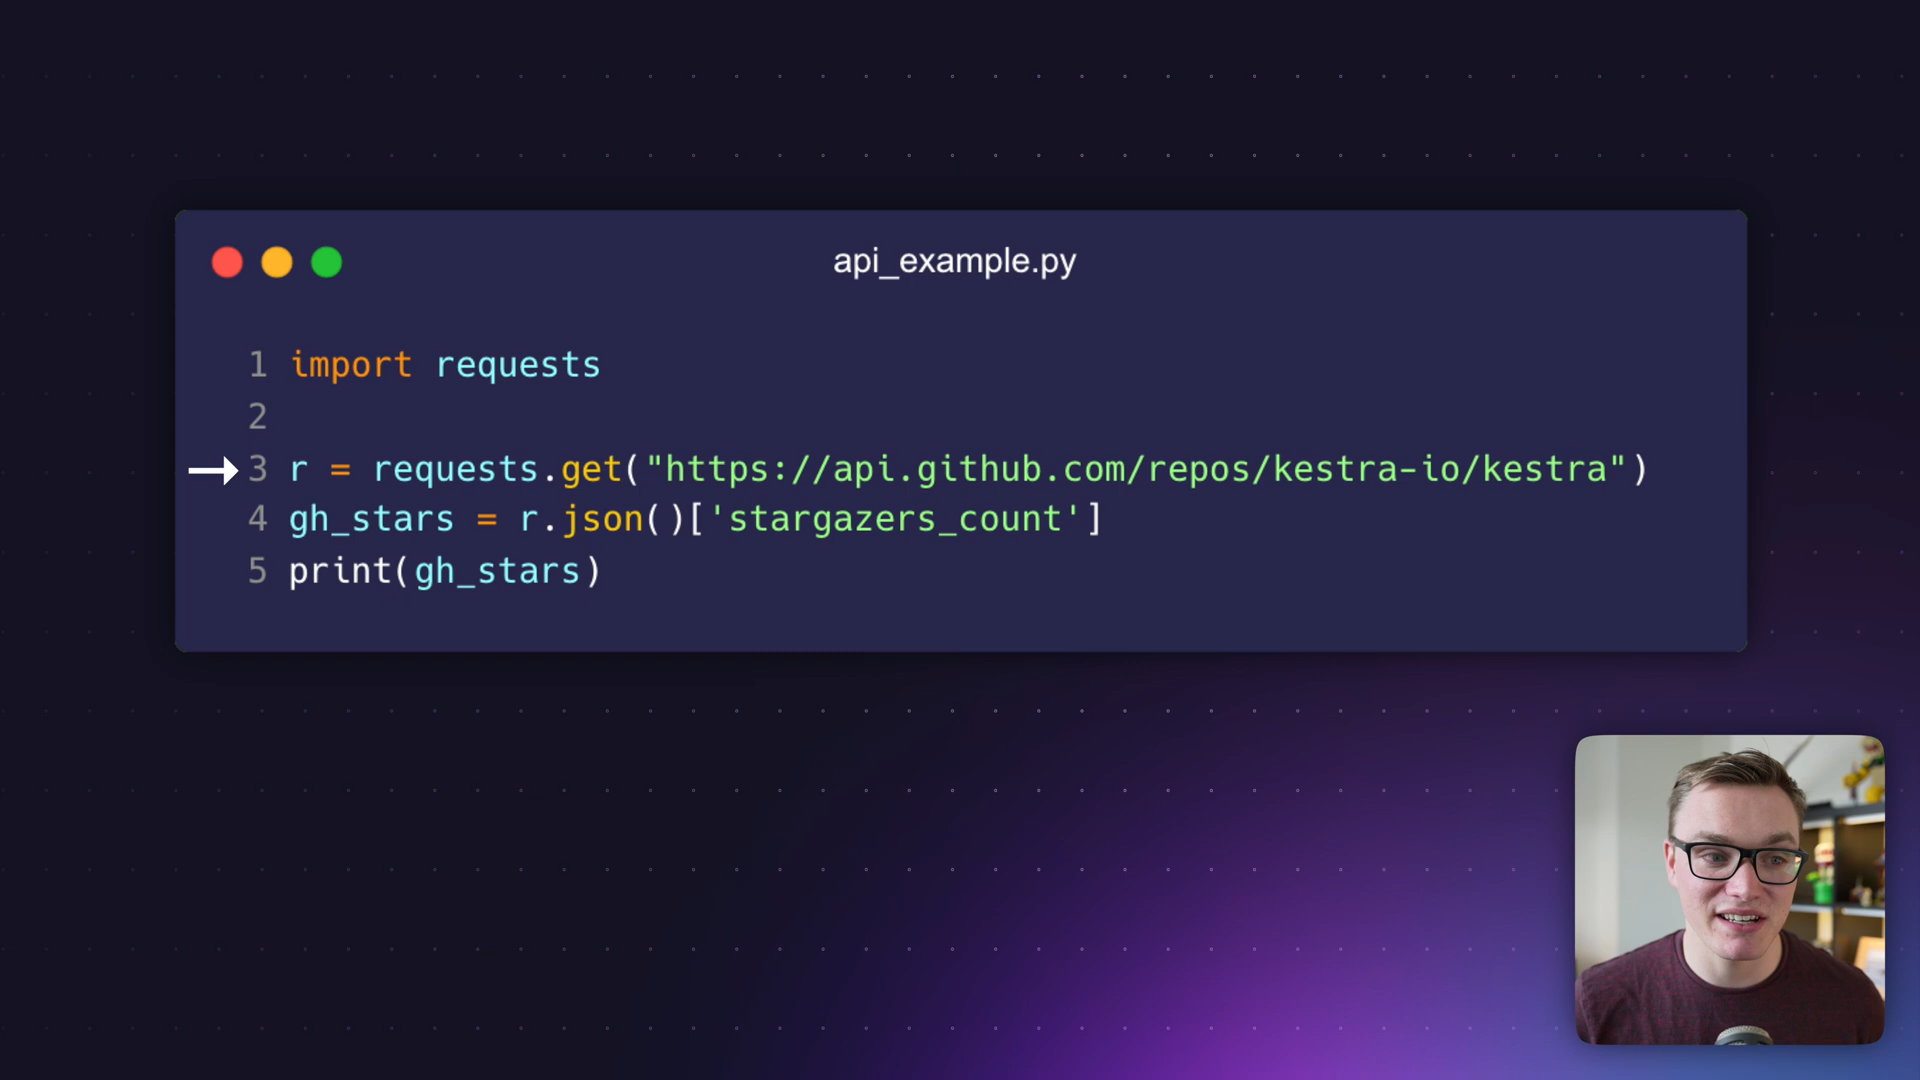 api_example.py
1 import requests
2
3 r = requests.get("https://api.github.com/repos/kestra-io/kestra")
4 gh_stars = r.json()['stargazers_count']
5 print(gh_stars)